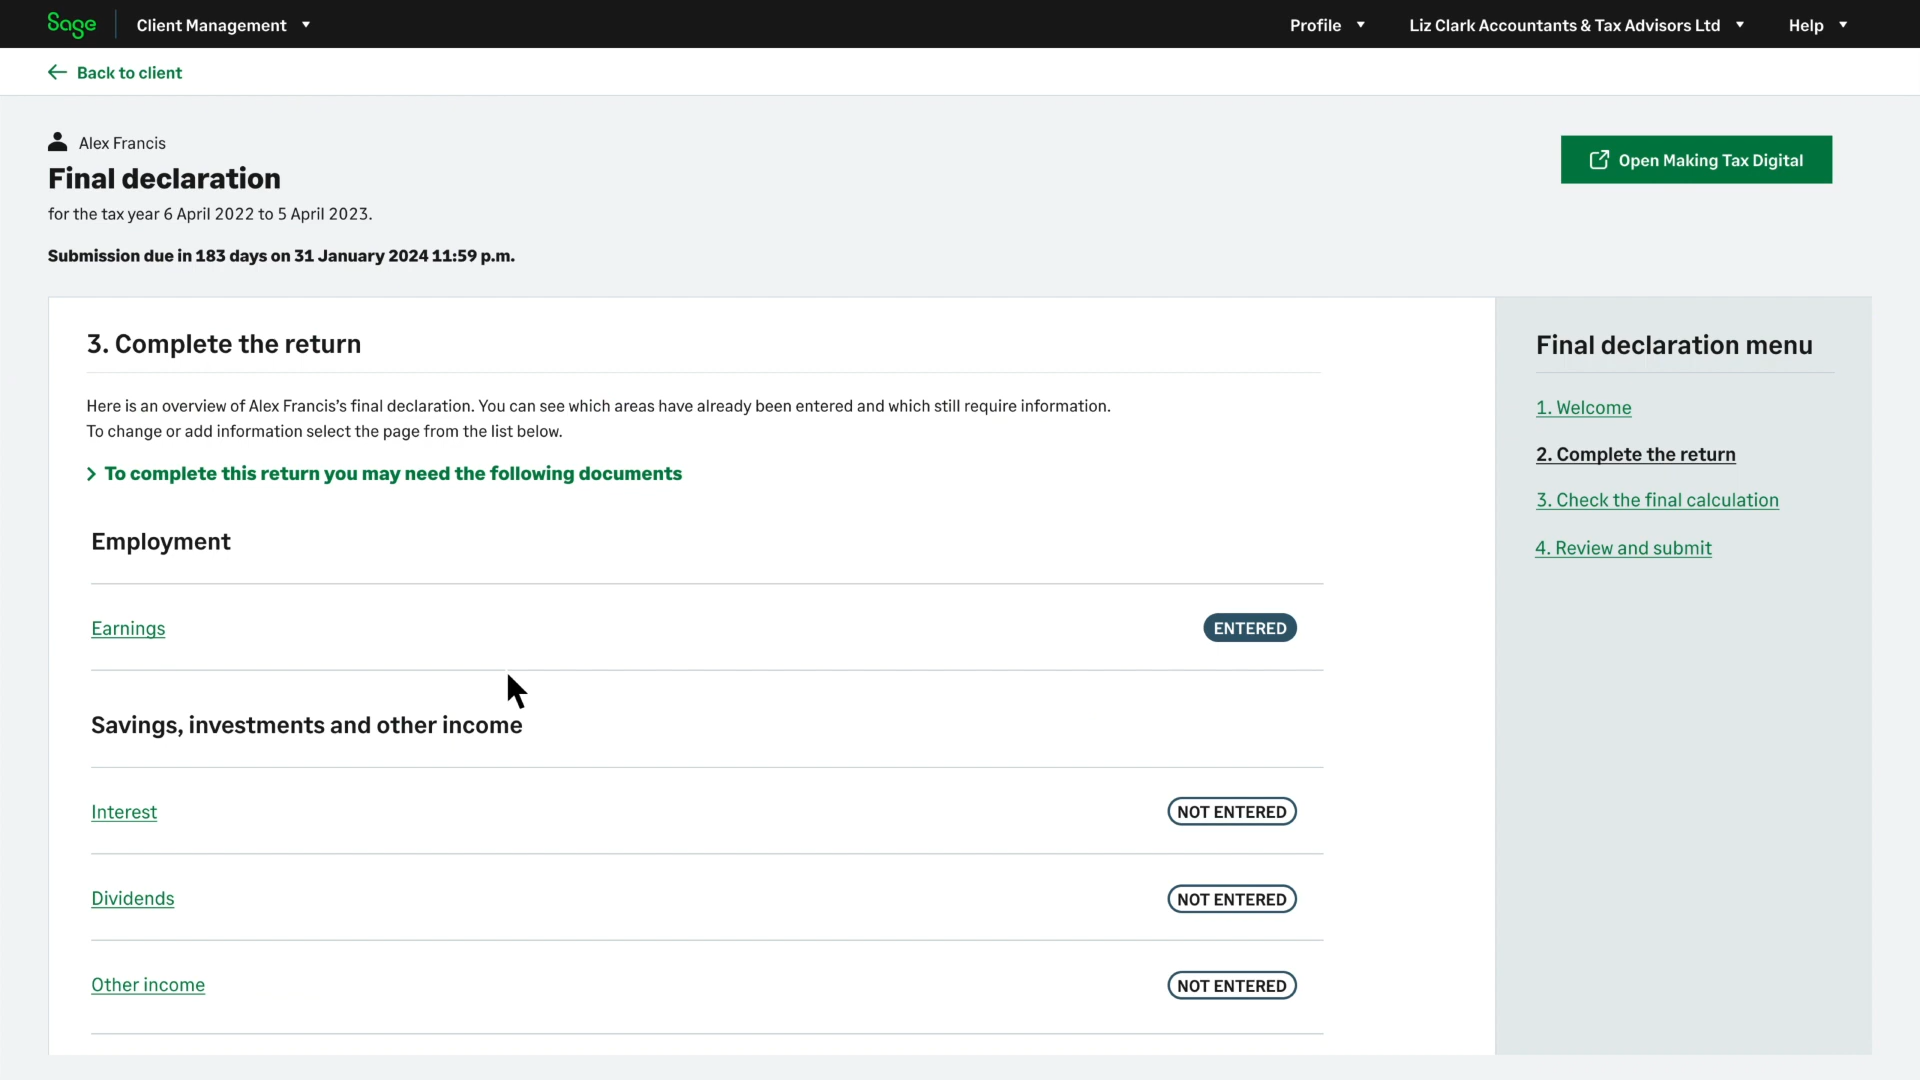 Sage
Client Management
Profile
Liz Clark Accountants & Tax Advisors Ltd
Help
Back to client
Alex Francis
Final declaration
for the tax year 6 April 2022 to 5 April 2023.
Submission due in 183 days on 31 January 2024 11:59 p.m.
Open Making Tax Digital
3. Complete the return
Here is an overview of Alex Francis’s final declaration. You can see which areas have already been entered and which still require information.
To change or add information select the page from the list below.
To complete this return you may need the following documents
Employment
Earnings
ENTERED
Savings, investments and other income
Interest
NOT ENTERED
Dividends
NOT ENTERED
Other income
NOT ENTERED
Final declaration menu
1. Welcome
2. Complete the return
3. Check the final calculation
4. Review and submit